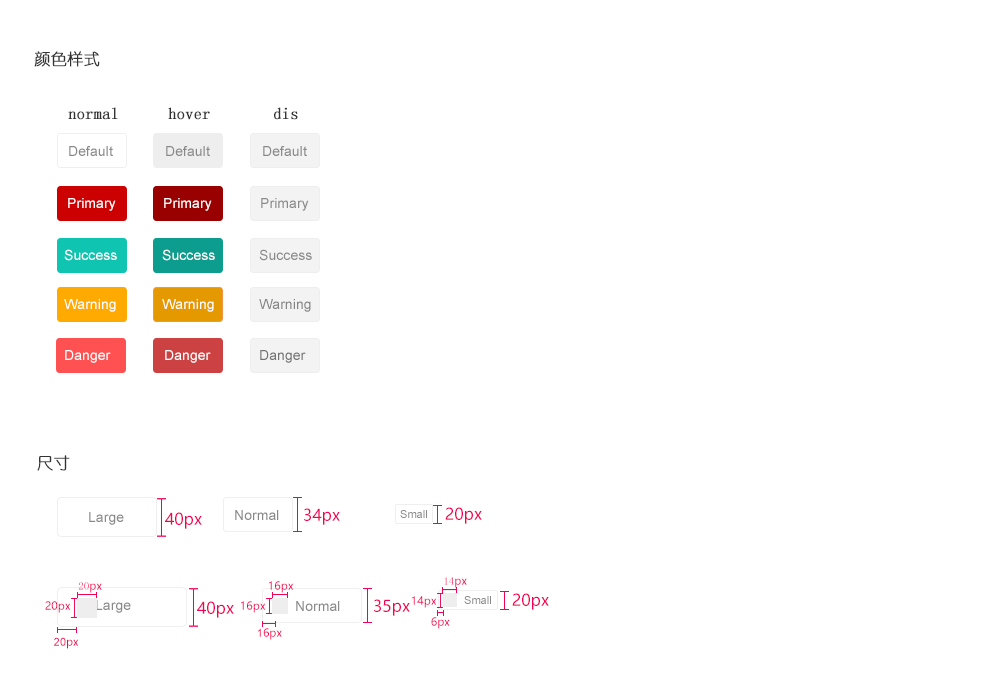 颜色样式
normal hover dis
Default Default Default
Primary Primary Primary
Success Success Success
Warning Warning Warning
Danger Danger Danger
尺寸
Large 40px Normal 34px Small 20px
20px 16px 14px
20px Large 40px 16px Normal 35px 14px Small 20px
20px 16px 6px